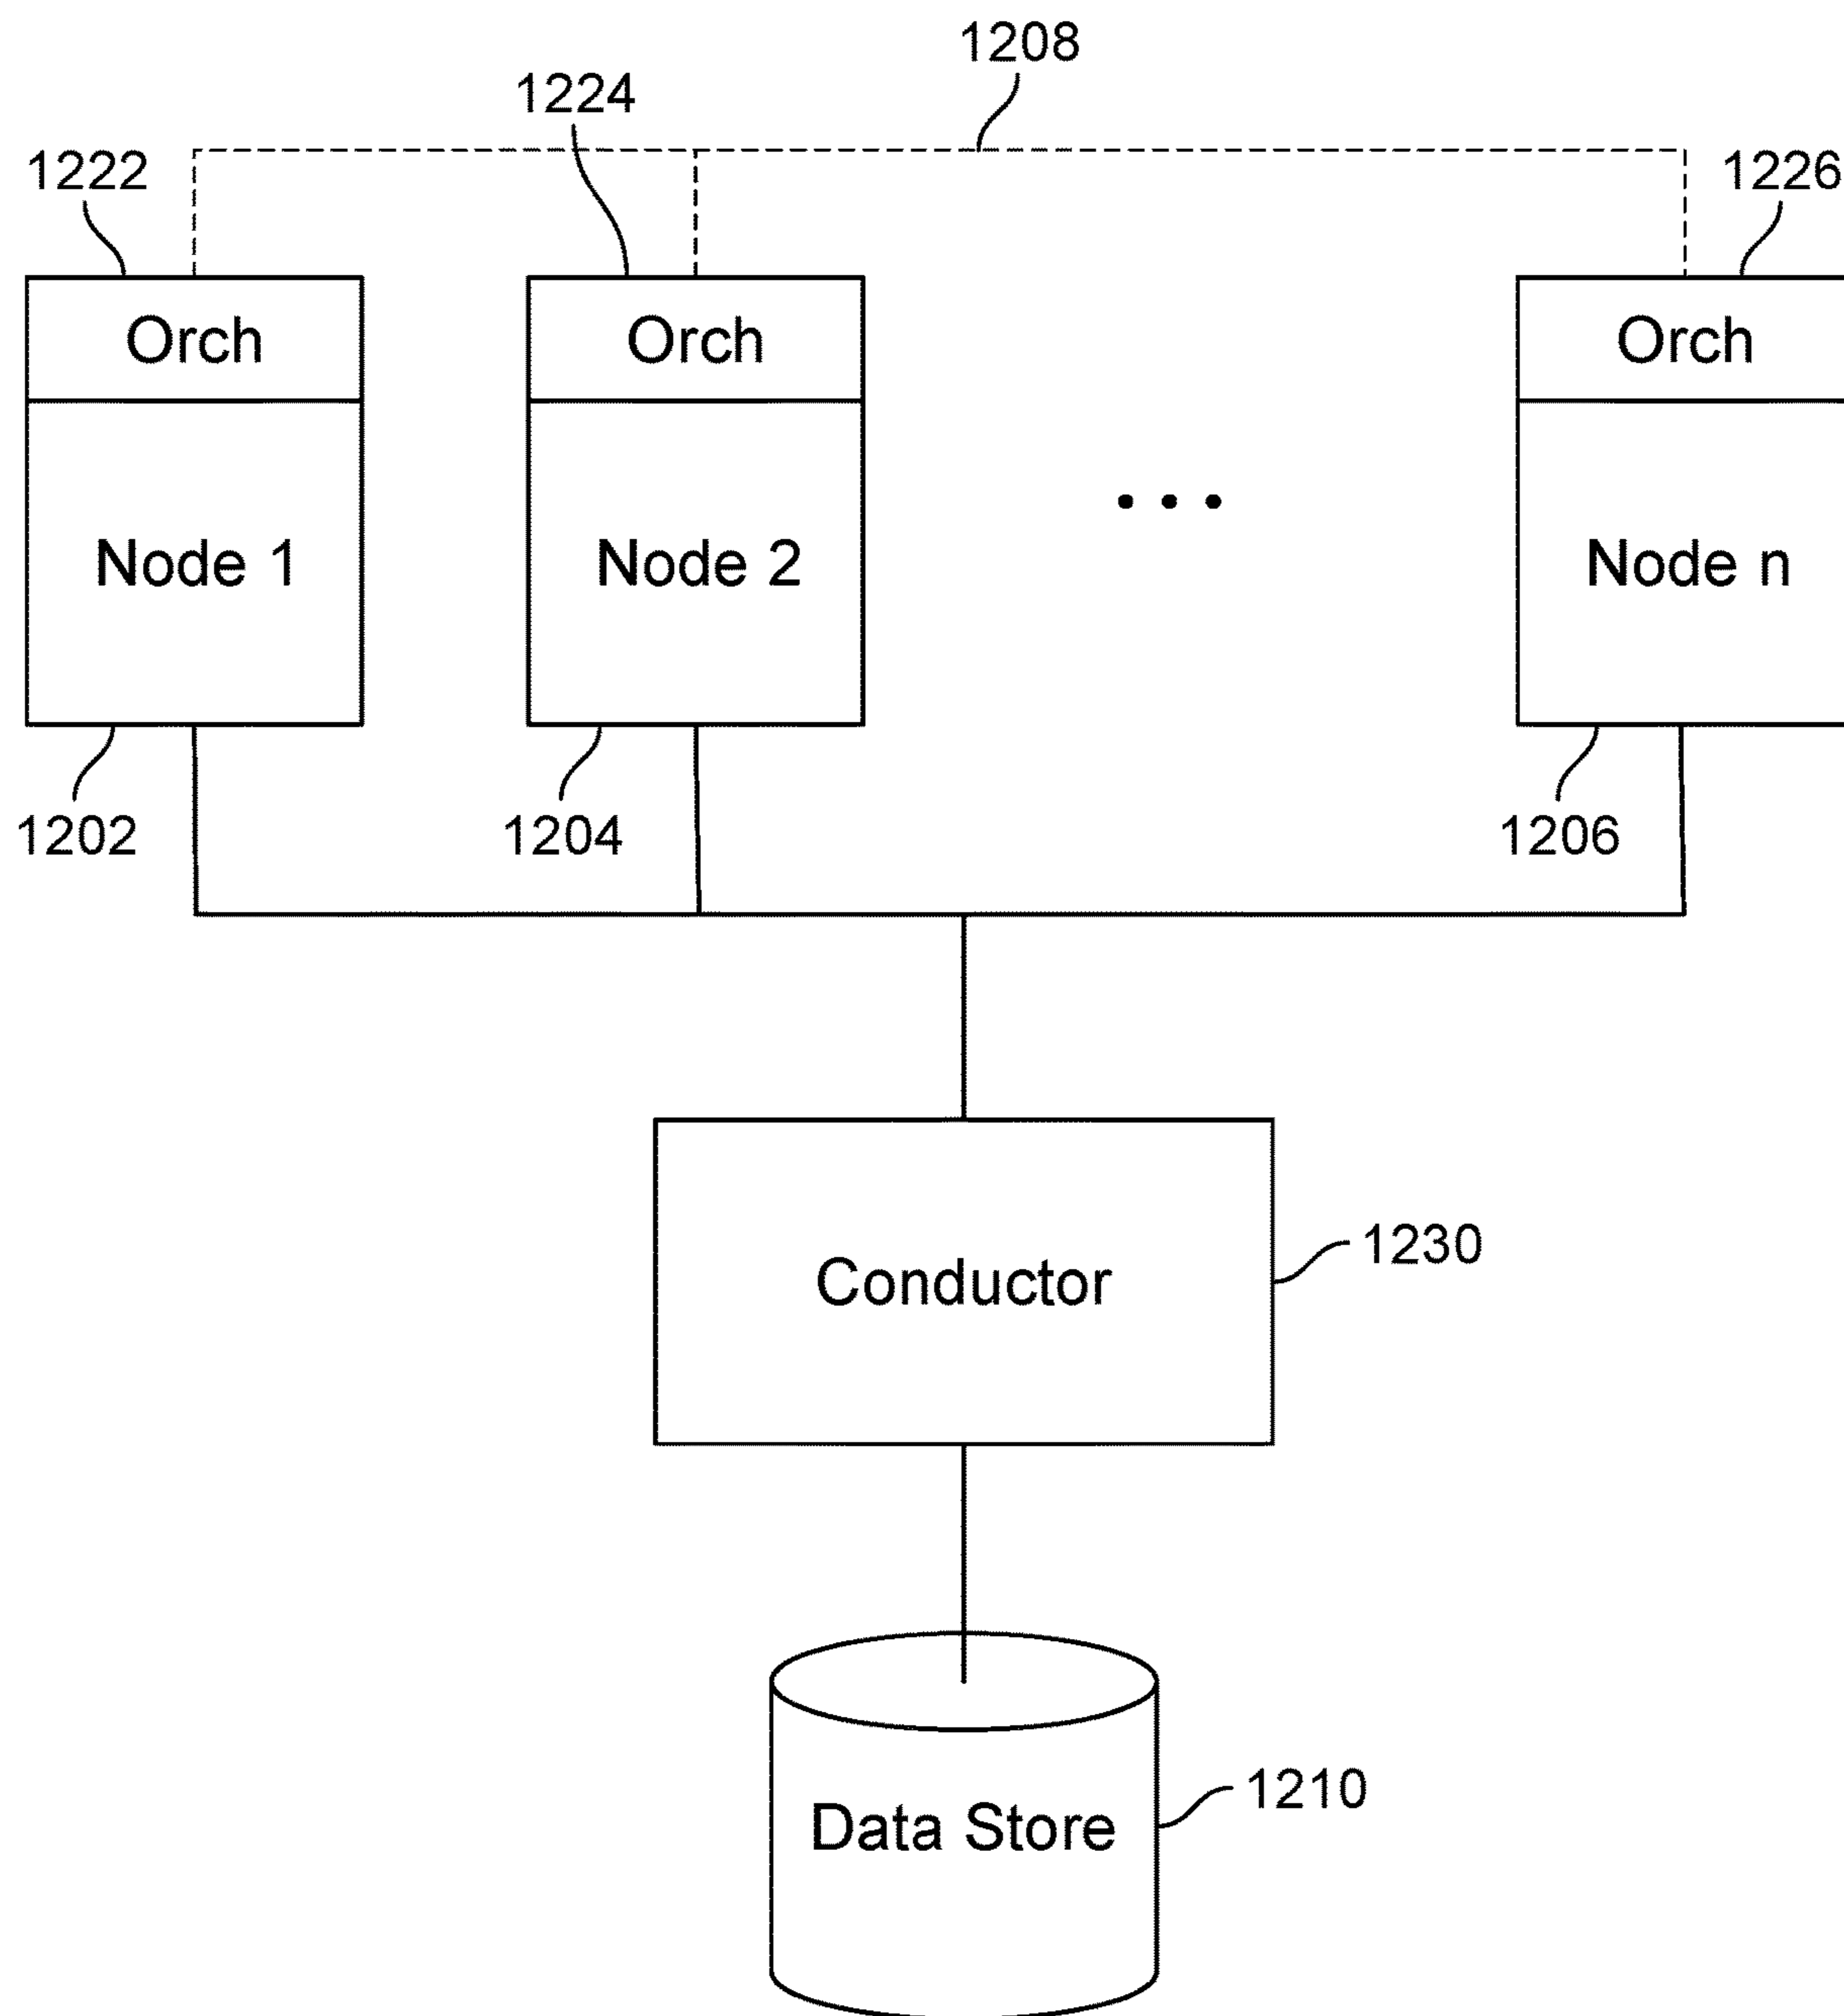 1208
1224
1222
1226
Orch
Orch
Orch
Node 1
Node 2
Node n
1202
1204
1206
Conductor
1230
Data Store
1210